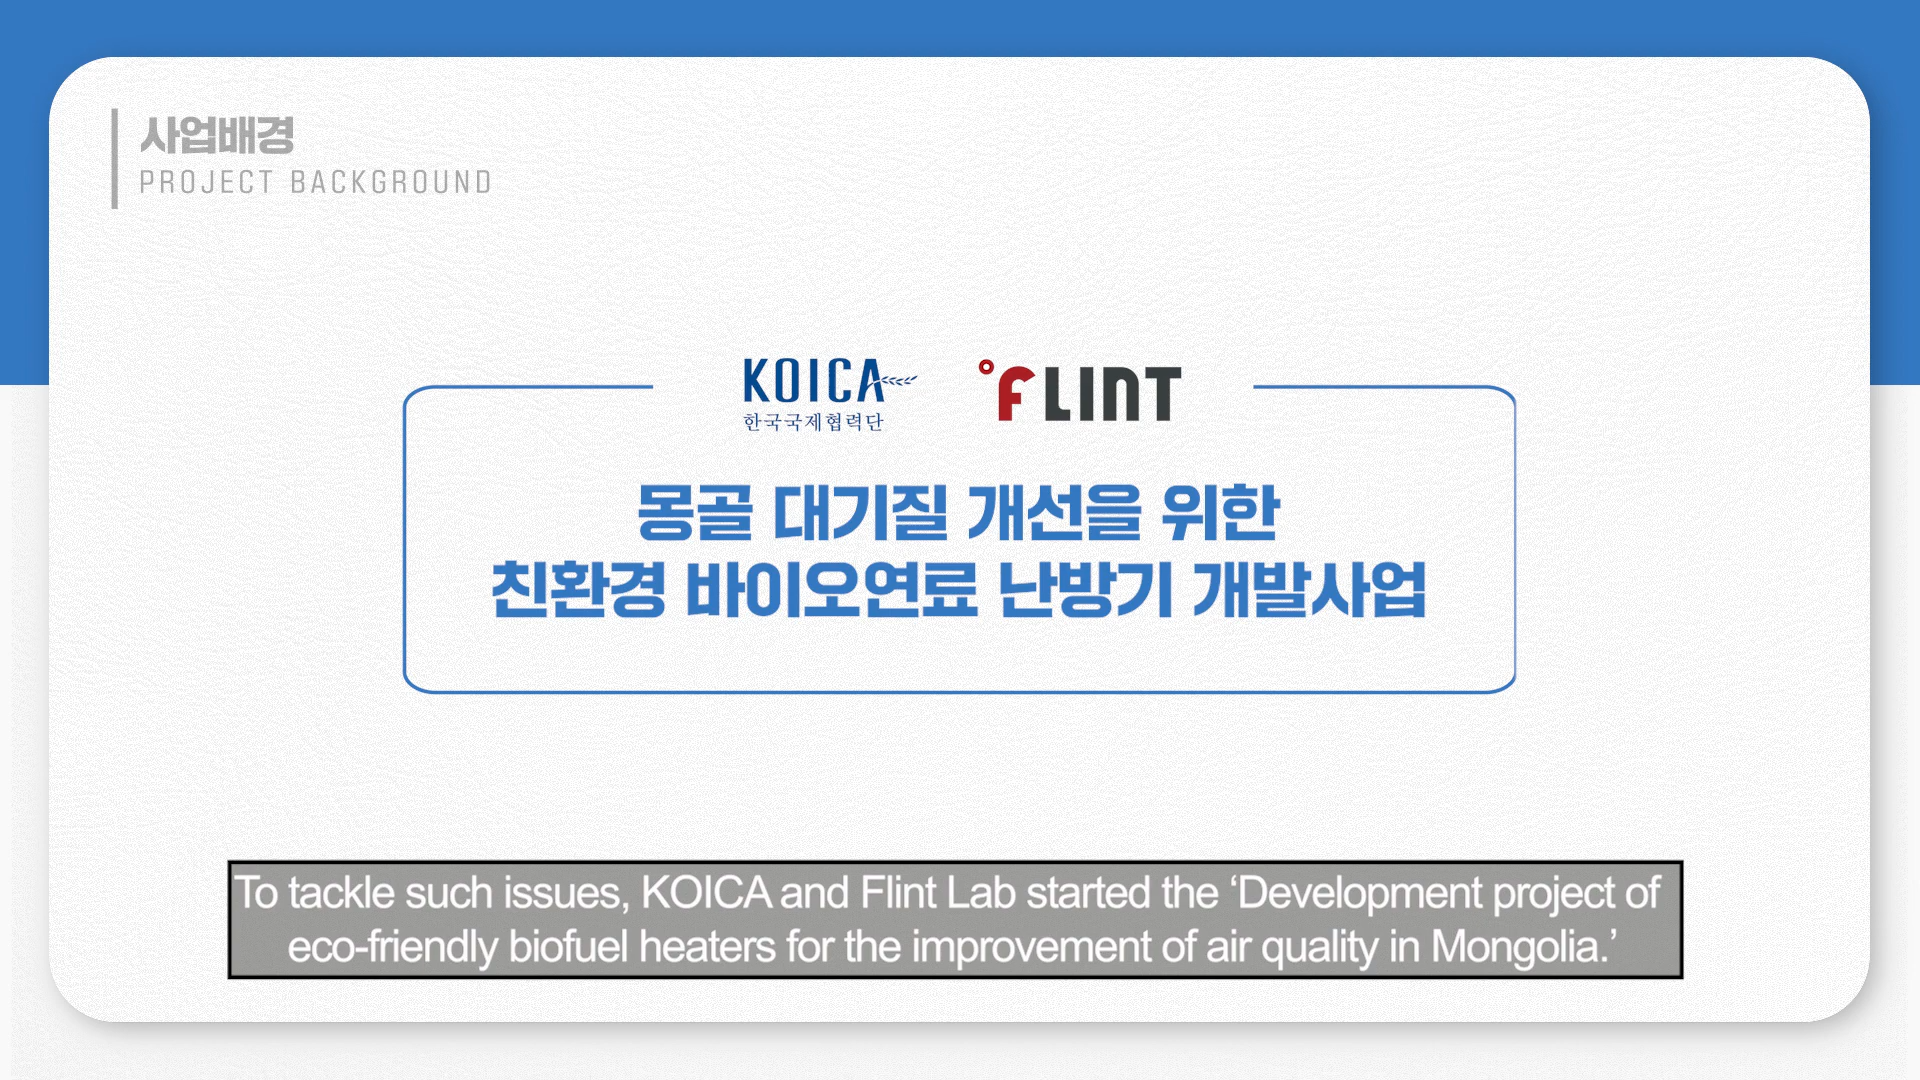 사업배경
PROJECT BACKGROUND
KOICA
한국국제협력단
FLINT
몽골 대기질 개선을 위한
친환경 바이오연료 난방기 개발사업
To tackle such issues, KOICA and Flint Lab started the ‘Development project of
eco-friendly biofuel heaters for the improvement of air quality in Mongolia.’